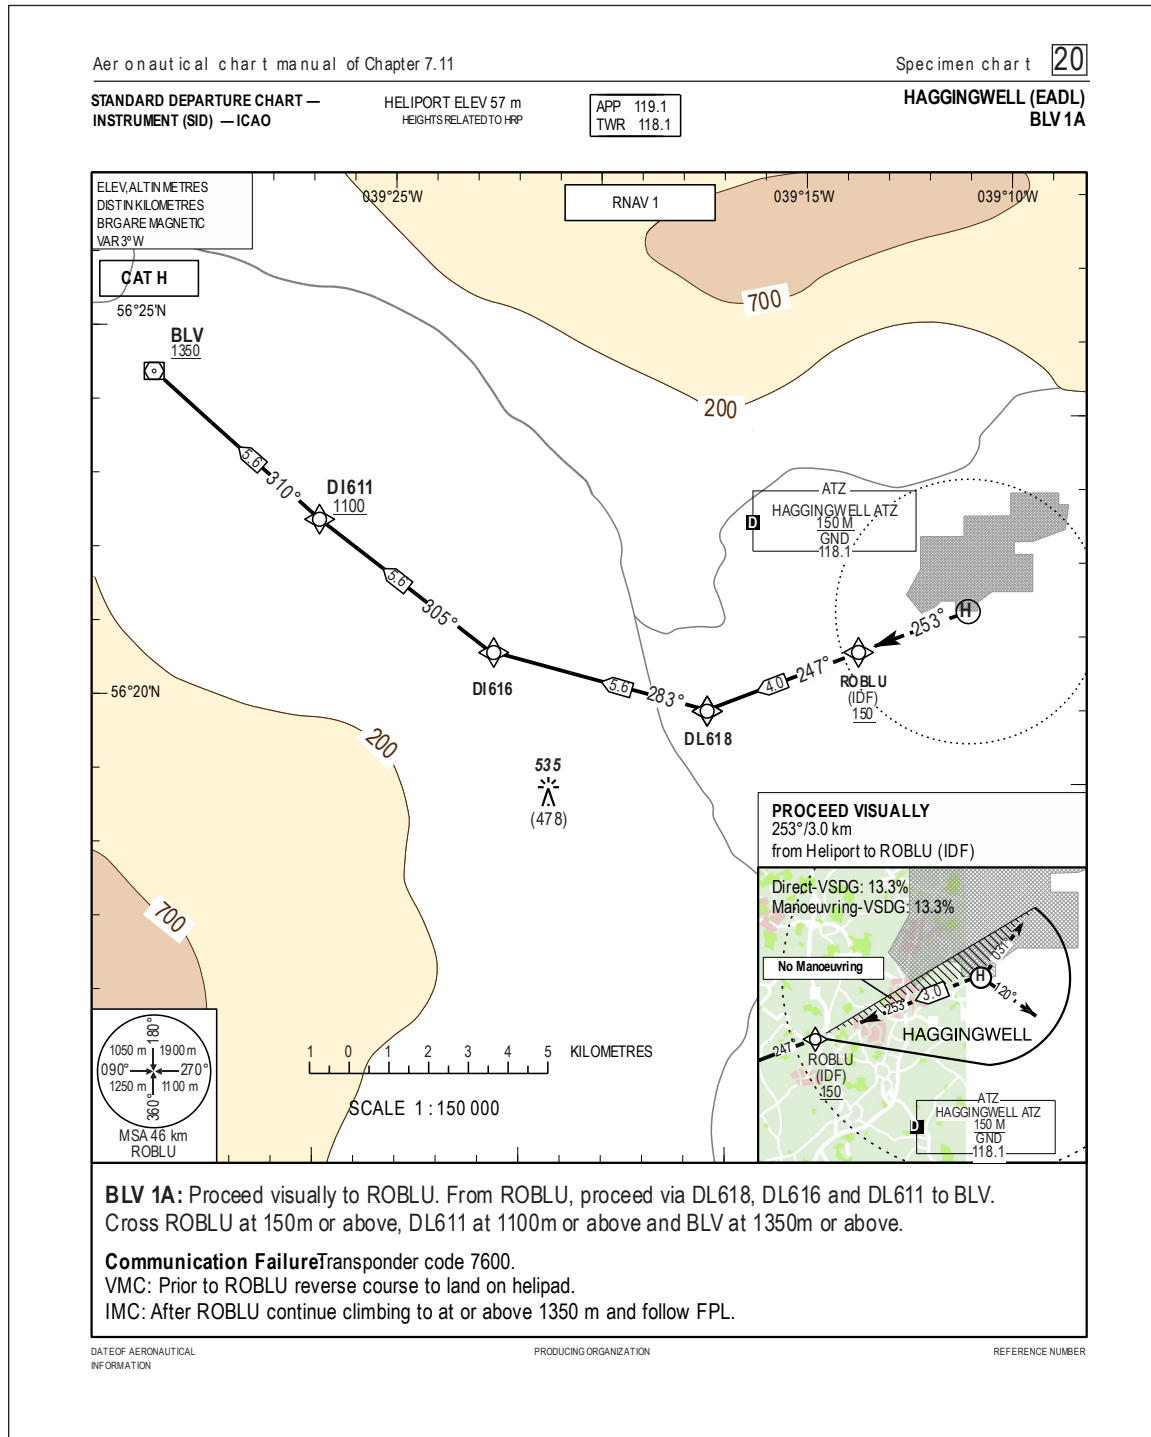 Aeronautical chart manual of Chapter 7.11
Specimen chart 20
STANDARD DEPARTURE CHART —
INSTRUMENT (SID) — ICAO
HELIPORT ELEV 57 m
HEIGHTS RELATED TO HRP
APP 119.1
TWR 118.1
HAGGINGWELL (EADL)
BLV 1A
ELEV, ALT IN METRES
DIST IN KILOMETRES
BRG ARE MAGNETIC
VAR 3° W
039°25'W
RNAV 1
039°15'W
039°10'W
CAT H
56°25'N
700
BLV
1350
200
5.6
310°
DI611
1100
ATZ
HAGGINGWELL ATZ
D
150 M
GND
118.1
5.6
305°
H
253°
247°
DI616
56°20'N
5.6
283°
4.0
ROBLU
(IDF)
150
DL618
200
535
(478)
PROCEED VISUALLY
253°/3.0 km
from Heliport to ROBLU (IDF)
Direct-VSDG: 13.3%
Manoeuvring-VSDG: 13.3%
700
No Manoeuvring
031°
H
120°
3.0
253°
HAGGINGWELL
247°
ROBLU
(IDF)
150
ATZ
HAGGINGWELL ATZ
D
150 M
GND
118.1
180°
1050 m 1900 m
090° 270°
1250 m 1100 m
360°
MSA 46 km
ROBLU
1 0 1 2 3 4 5 KILOMETRES
SCALE 1 : 150 000
BLV 1A: Proceed visually to ROBLU. From ROBLU, proceed via DL618, DL616 and DL611 to BLV.
Cross ROBLU at 150m or above, DL611 at 1100m or above and BLV at 1350m or above.
Communication Failure Transponder code 7600.
VMC: Prior to ROBLU reverse course to land on helipad.
IMC: After ROBLU continue climbing to at or above 1350 m and follow FPL.
DATE OF AERONAUTICAL
INFORMATION
PRODUCING ORGANIZATION
REFERENCE NUMBER